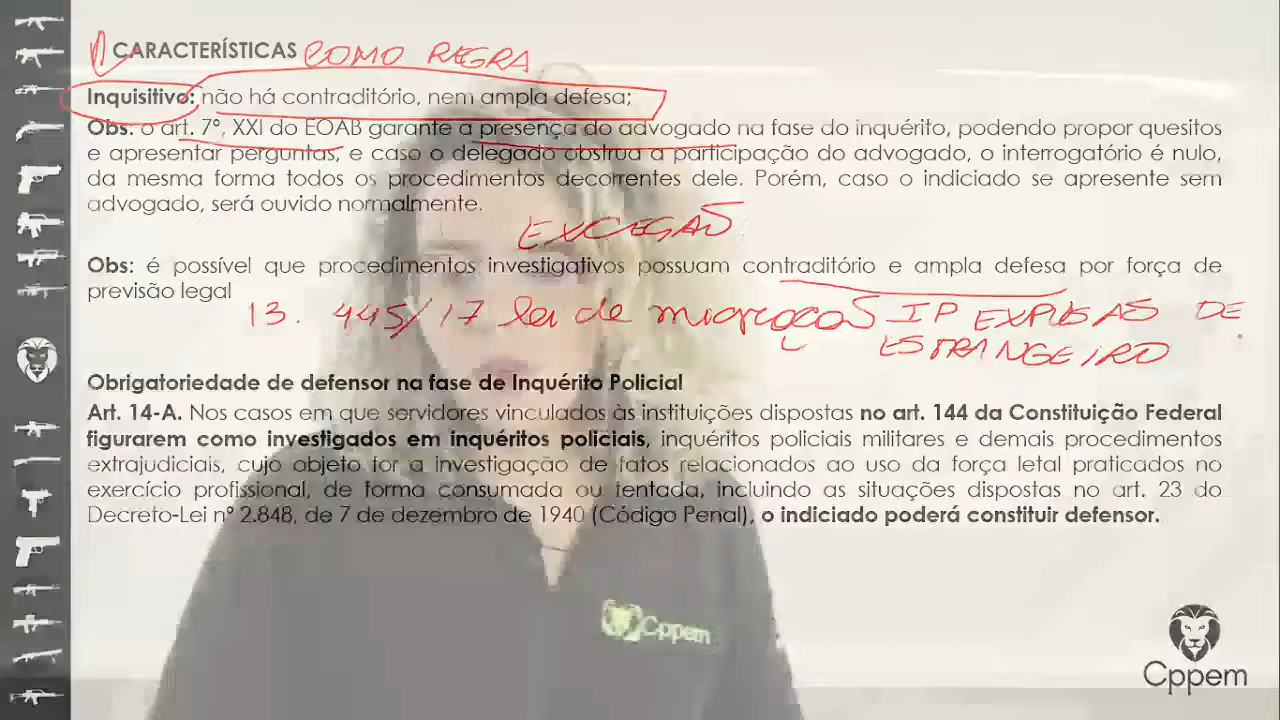 1) CARACTERÍSTICAS COMO REGRA
Inquisitivo: não há contraditório, nem ampla defesa;
Obs: o art. 7º, XXI do EOAB garante a presença do advogado na fase do inquérito, podendo propor quesitos
e apresentar perguntas, e caso o delegado obstrua a participação do advogado, o interrogatório é nulo,
da mesma forma todos os procedimentos decorrentes dele. Porém, caso o indiciado se apresente sem
advogado, será ouvido normalmente.
EXCEÇÃO
Obs: é possível que procedimentos investigativos possuam contraditório e ampla defesa por força de
previsão legal
13. 445/17 lei de migração IP EXPULSÃO DE
ESTRANGEIRO
Obrigatoriedade de defensor na fase de Inquérito Policial
Art. 14-A. Nos casos em que servidores vinculados às instituições dispostas no art. 144 da Constituição Federal
figurarem como investigados em inquéritos policiais, inquéritos policiais militares e demais procedimentos
extrajudiciais, cujo objeto for a investigação de fatos relacionados ao uso da força letal praticados no
exercício profissional, de forma consumada ou tentada, incluindo as situações dispostas no art. 23 do
Decreto-Lei nº 2.848, de 7 de dezembro de 1940 (Código Penal), o indiciado poderá constituir defensor.
Cppem
Cppem